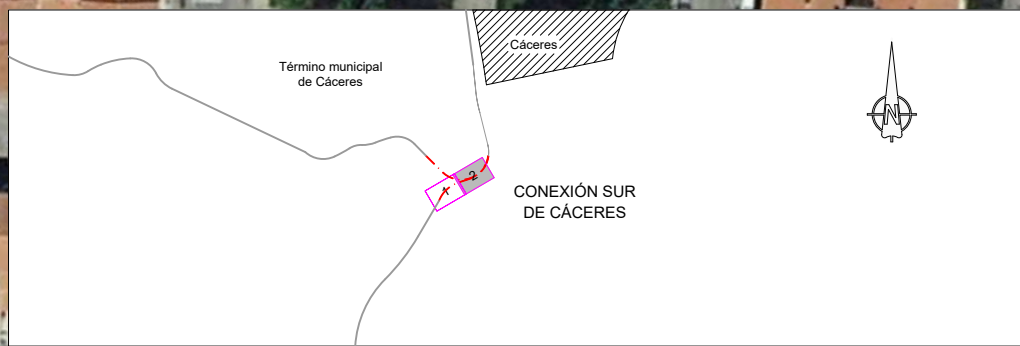 Cáceres
Término municipal
de Cáceres
N
2
1
CONEXIÓN SUR
DE CÁCERES